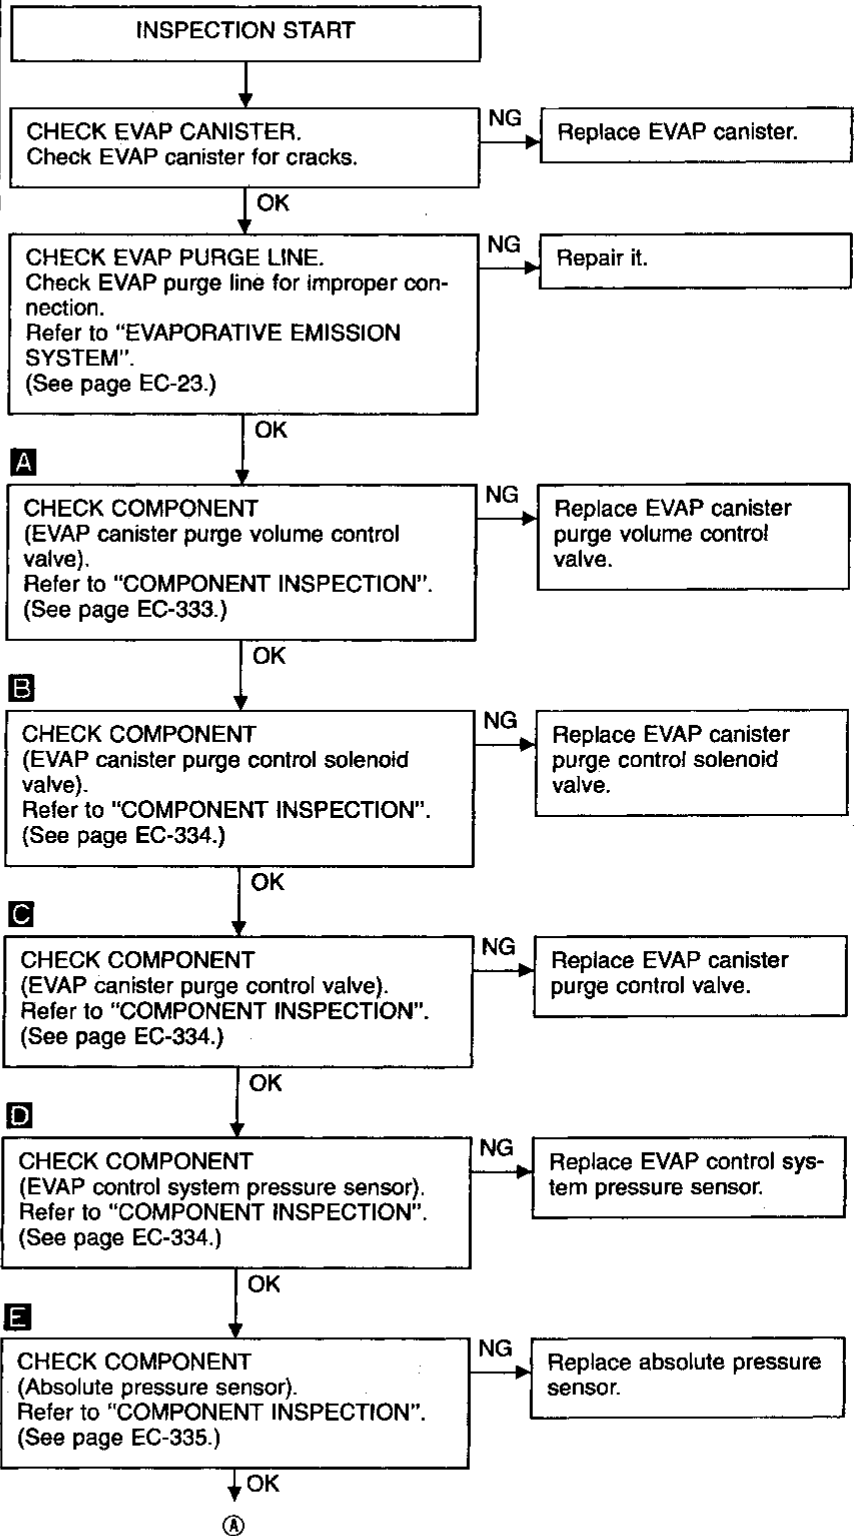 INSPECTION START
CHECK EVAP CANISTER.
Check EVAP canister for cracks.
NG
Replace EVAP canister.
OK
CHECK EVAP PURGE LINE.
Check EVAP purge line for improper con-
nection.
Refer to “EVAPORATIVE EMISSION
SYSTEM”.
(See page EC-23.)
NG
Repair it.
OK
A
CHECK COMPONENT
(EVAP canister purge volume control
valve).
Refer to “COMPONENT INSPECTION”.
(See page EC-333.)
NG
Replace EVAP canister
purge volume control
valve.
OK
B
CHECK COMPONENT
(EVAP canister purge control solenoid
valve).
Refer to “COMPONENT INSPECTION”.
(See page EC-334.)
NG
Replace EVAP canister
purge control solenoid
valve.
OK
C
CHECK COMPONENT
(EVAP canister purge control valve).
Refer to “COMPONENT INSPECTION”.
(See page EC-334.)
NG
Replace EVAP canister
purge control valve.
OK
D
CHECK COMPONENT
(EVAP control system pressure sensor).
Refer to “COMPONENT INSPECTION”.
(See page EC-334.)
NG
Replace EVAP control sys-
tem pressure sensor.
OK
E
CHECK COMPONENT
(Absolute pressure sensor).
Refer to “COMPONENT INSPECTION”.
(See page EC-335.)
NG
Replace absolute pressure
sensor.
OK
Ⓐ